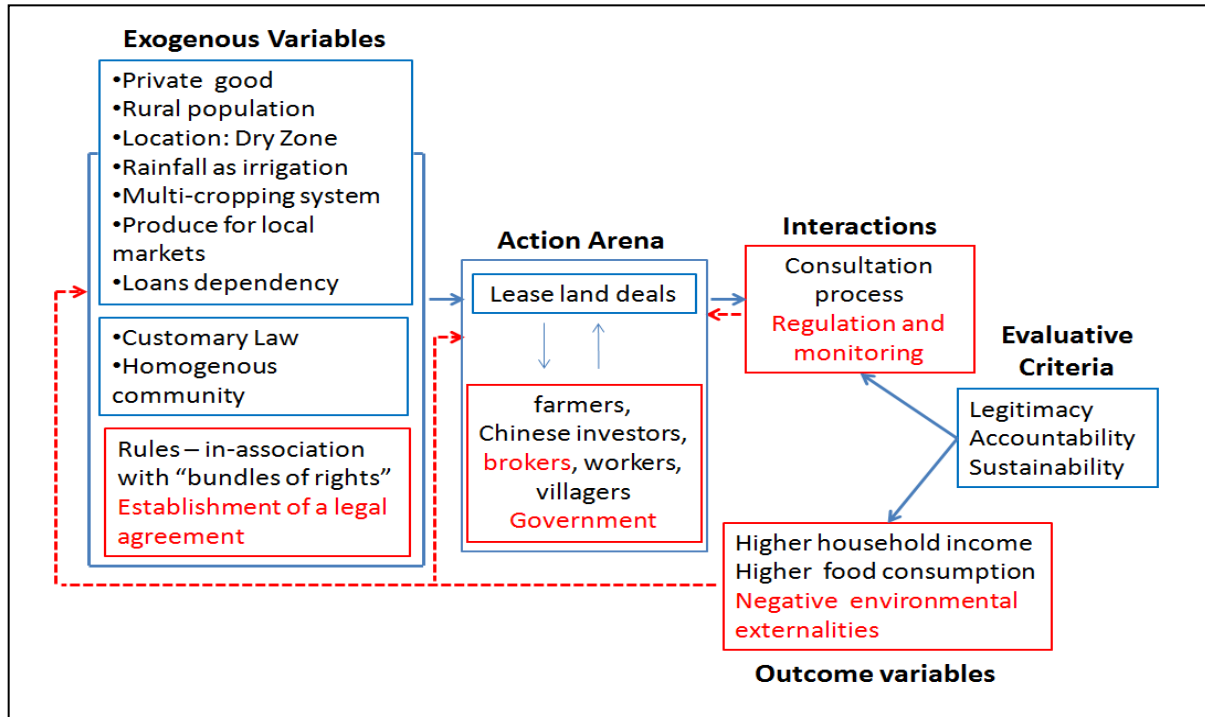 Exogenous Variables
•Private good
•Rural population
•Location: Dry Zone
•Rainfall as irrigation
•Multi-cropping system
•Produce for local
markets
•Loans dependency
•Customary Law
•Homogenous
community
Rules – in-association
with “bundles of rights”
Establishment of a legal
agreement
Action Arena
Lease land deals
farmers,
Chinese investors,
brokers, workers,
villagers
Government
Interactions
Consultation
process
Regulation and
monitoring
Evaluative
Criteria
Legitimacy
Accountability
Sustainability
Higher household income
Higher food consumption
Negative environmental
externalities
Outcome variables